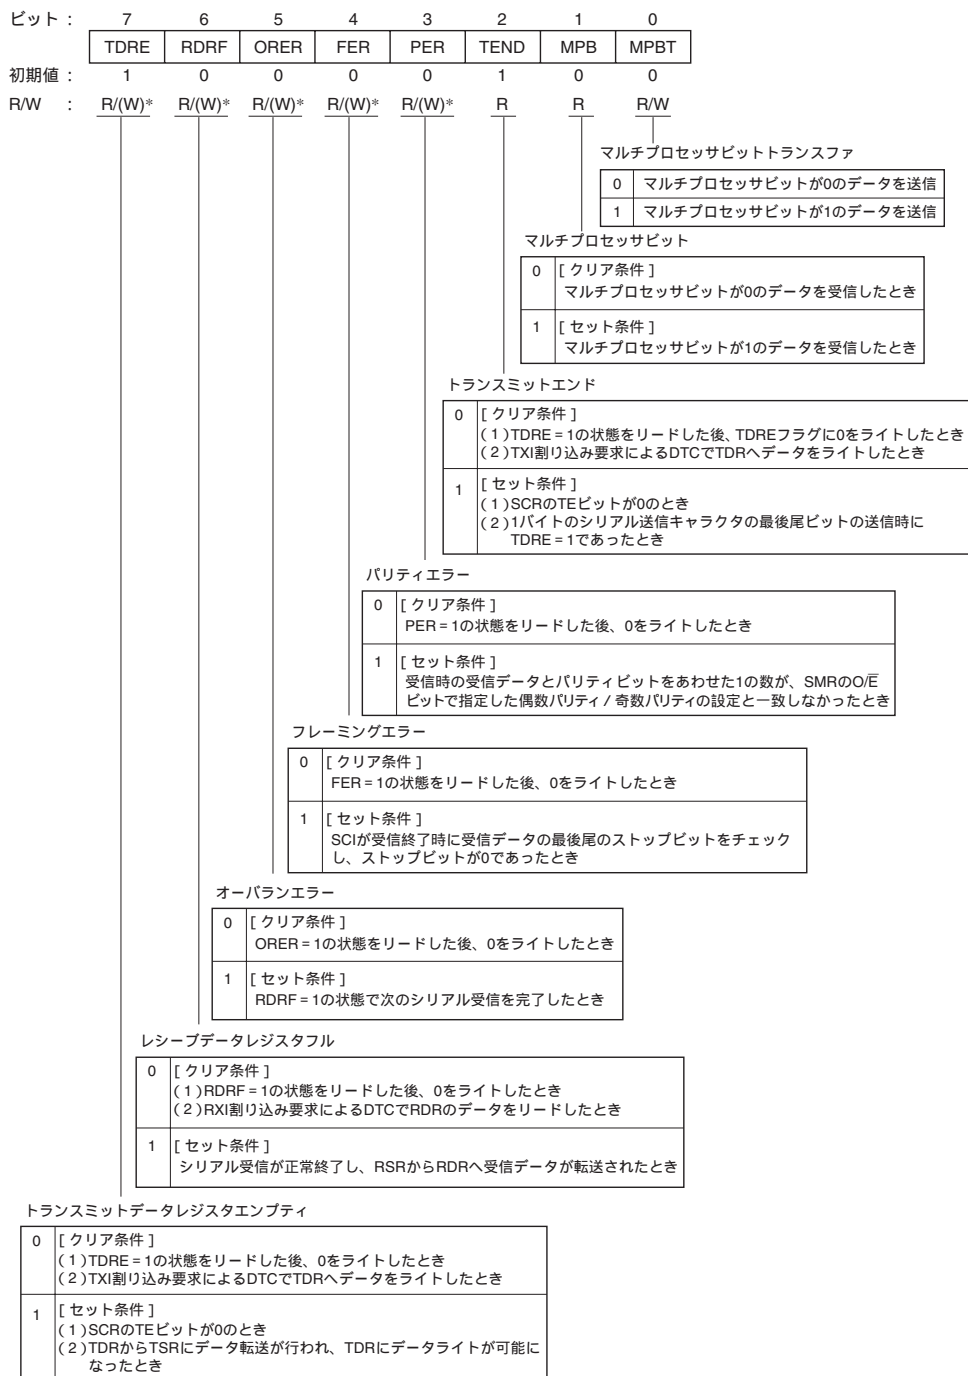 ビット : 7 6 5 4 3 2 1 0
TDRE RDRF ORER FER PER TEND MPB MPBT
初期値 : 1 0 0 0 0 1 0 0
R/W : R/(W)* R/(W)* R/(W)* R/(W)* R/(W)* R R R/W
マルチプロセッサビットトランスファ
0 マルチプロセッサビットが0のデータを送信
1 マルチプロセッサビットが1のデータを送信
マルチプロセッサビット
0 [ クリア条件 ]
マルチプロセッサビットが0のデータを受信したとき
1 [ セット条件 ]
マルチプロセッサビットが1のデータを受信したとき
トランスミットエンド
0 [ クリア条件 ]
(1)TDRE=1の状態をリードした後、TDREフラグに0をライトしたとき
(2)TXI割り込み要求によるDTCでTDRへデータをライトしたとき
1 [ セット条件 ]
(1)SCRのTEビットが0のとき
(2)1バイトのシリアル送信キャラクタの最後尾ビットの送信時に
TDRE=1であったとき
パリティエラー
0 [ クリア条件 ]
PER=1の状態をリードした後、0をライトしたとき
1 [ セット条件 ]
受信時の受信データとパリティビットをあわせた1の数が、SMRのO/E̅
ビットで指定した偶数パリティ/奇数パリティの設定と一致しなかったとき
フレーミングエラー
0 [ クリア条件 ]
FER=1の状態をリードした後、0をライトしたとき
1 [ セット条件 ]
SCIが受信終了時に受信データの最後尾のストップビットをチェック
し、ストップビットが0であったとき
オーバランエラー
0 [ クリア条件 ]
ORER=1の状態をリードした後、0をライトしたとき
1 [ セット条件 ]
RDRF=1の状態で次のシリアル受信を完了したとき
レシーブデータレジスタフル
0 [ クリア条件 ]
(1)RDRF=1の状態をリードした後、0をライトしたとき
(2)RXI割り込み要求によるDTCでRDRのデータをリードしたとき
1 [ セット条件 ]
シリアル受信が正常終了し、RSRからRDRへ受信データが転送されたとき
トランスミットデータレジスタエンプティ
0 [ クリア条件 ]
(1)TDRE=1の状態をリードした後、0をライトしたとき
(2)TXI割り込み要求によるDTCでTDRへデータをライトしたとき
1 [ セット条件 ]
(1)SCRのTEビットが0のとき
(2)TDRからTSRにデータ転送が行われ、TDRにデータライトが可能に
なったとき